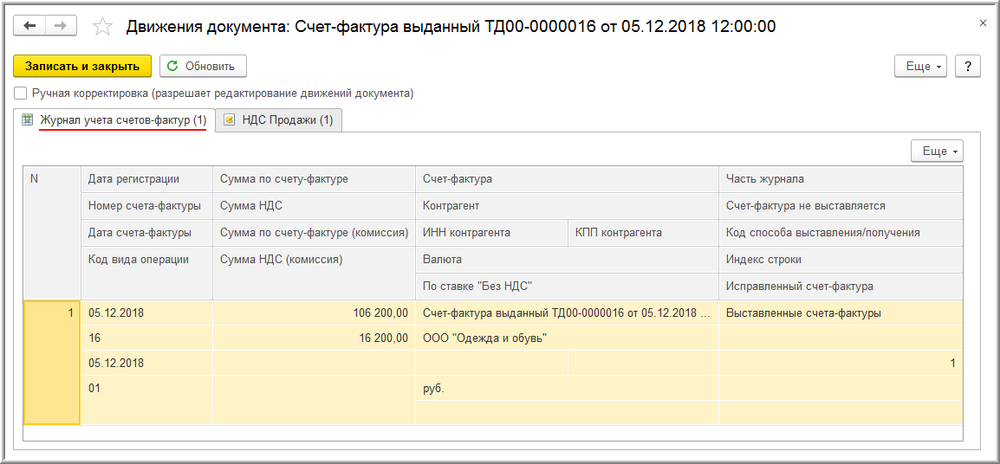 Движения документа: Счет-фактура выданный ТД00-0000016 от 05.12.2018 12:00:00
Записать и закрыть Обновить Еще ?
Ручная корректировка (разрешает редактирование движений документа)
Журнал учета счетов-фактур (1) НДС Продажи (1)
Еще
N Дата регистрации Сумма по счету-фактуре Счет-фактура Часть журнала
Номер счета-фактуры Сумма НДС Контрагент Счет-фактура не выставляется
Дата счета-фактуры Сумма по счету-фактуре (комиссия) ИНН контрагента КПП контрагента Код способа выставления/получения
Код вида операции Сумма НДС (комиссия) Валюта Индекс строки
По ставке "Без НДС" Исправленный счет-фактура
1 05.12.2018 106 200,00 Счет-фактура выданный ТД00-0000016 от 05.12.2018 ... Выставленные счета-фактуры
16 16 200,00 ООО "Одежда и обувь"
05.12.2018 1
01 руб.